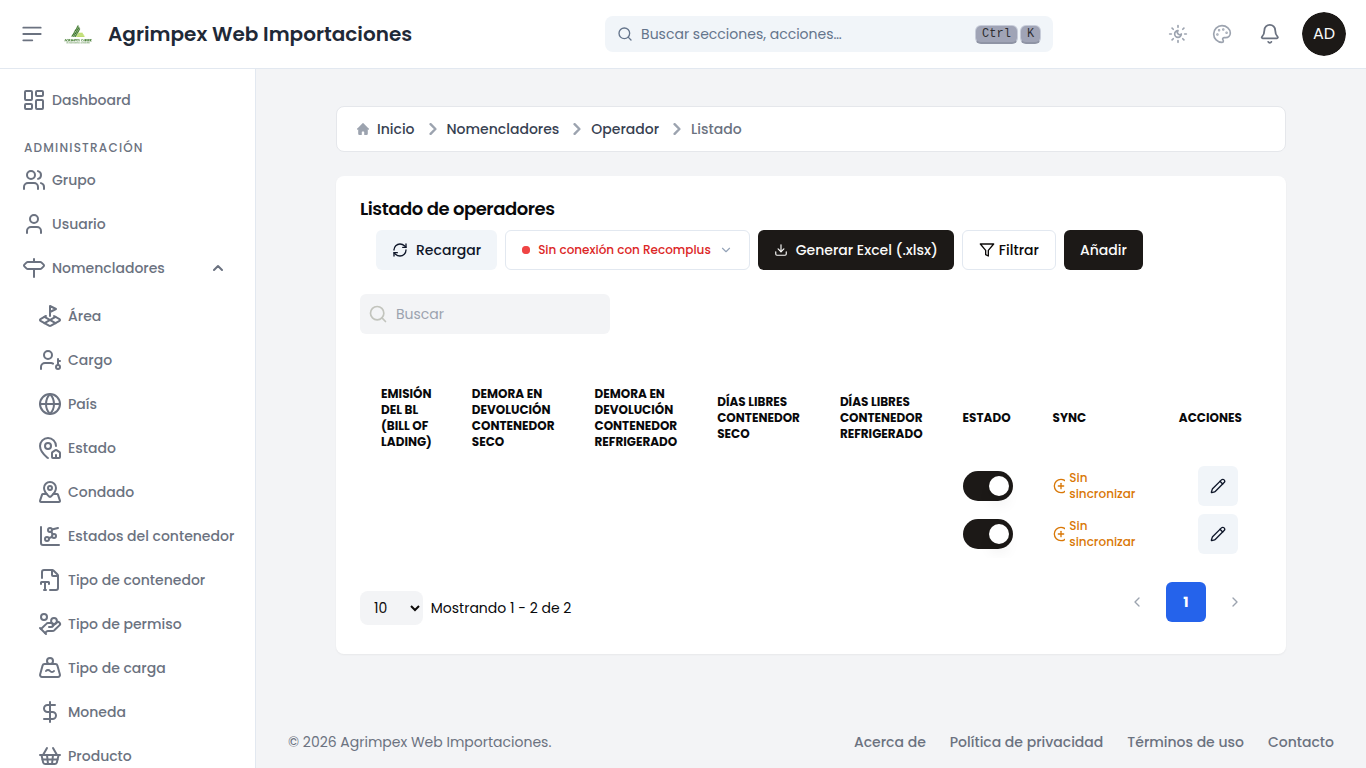 Agrimpex Web Importaciones
Buscar secciones, acciones...
Ctrl K
AD
Dashboard
ADMINISTRACIÓN
Grupo
Usuario
Nomencladores
Área
Cargo
País
Estado
Condado
Estados del contenedor
Tipo de contenedor
Tipo de permiso
Tipo de carga
Moneda
Producto
Inicio
Nomencladores
Operador
Listado
Listado de operadores
Recargar
Sin conexión con Recomplus
Generar Excel (.xlsx)
Filtrar
Añadir
Buscar
EMISIÓN
DEL BL
(BILL OF
LADING)
DEMORA EN
DEVOLUCIÓN
CONTENEDOR
SECO
DEMORA EN
DEVOLUCIÓN
CONTENEDOR
REFRIGERADO
DÍAS LIBRES
CONTENEDOR
SECO
DÍAS LIBRES
CONTENEDOR
REFRIGERADO
ESTADO
SYNC
ACCIONES
Sin
sincronizar
Sin
sincronizar
10
Mostrando 1 - 2 de 2
1
© 2026 Agrimpex Web Importaciones.
Acerca de
Política de privacidad
Términos de uso
Contacto